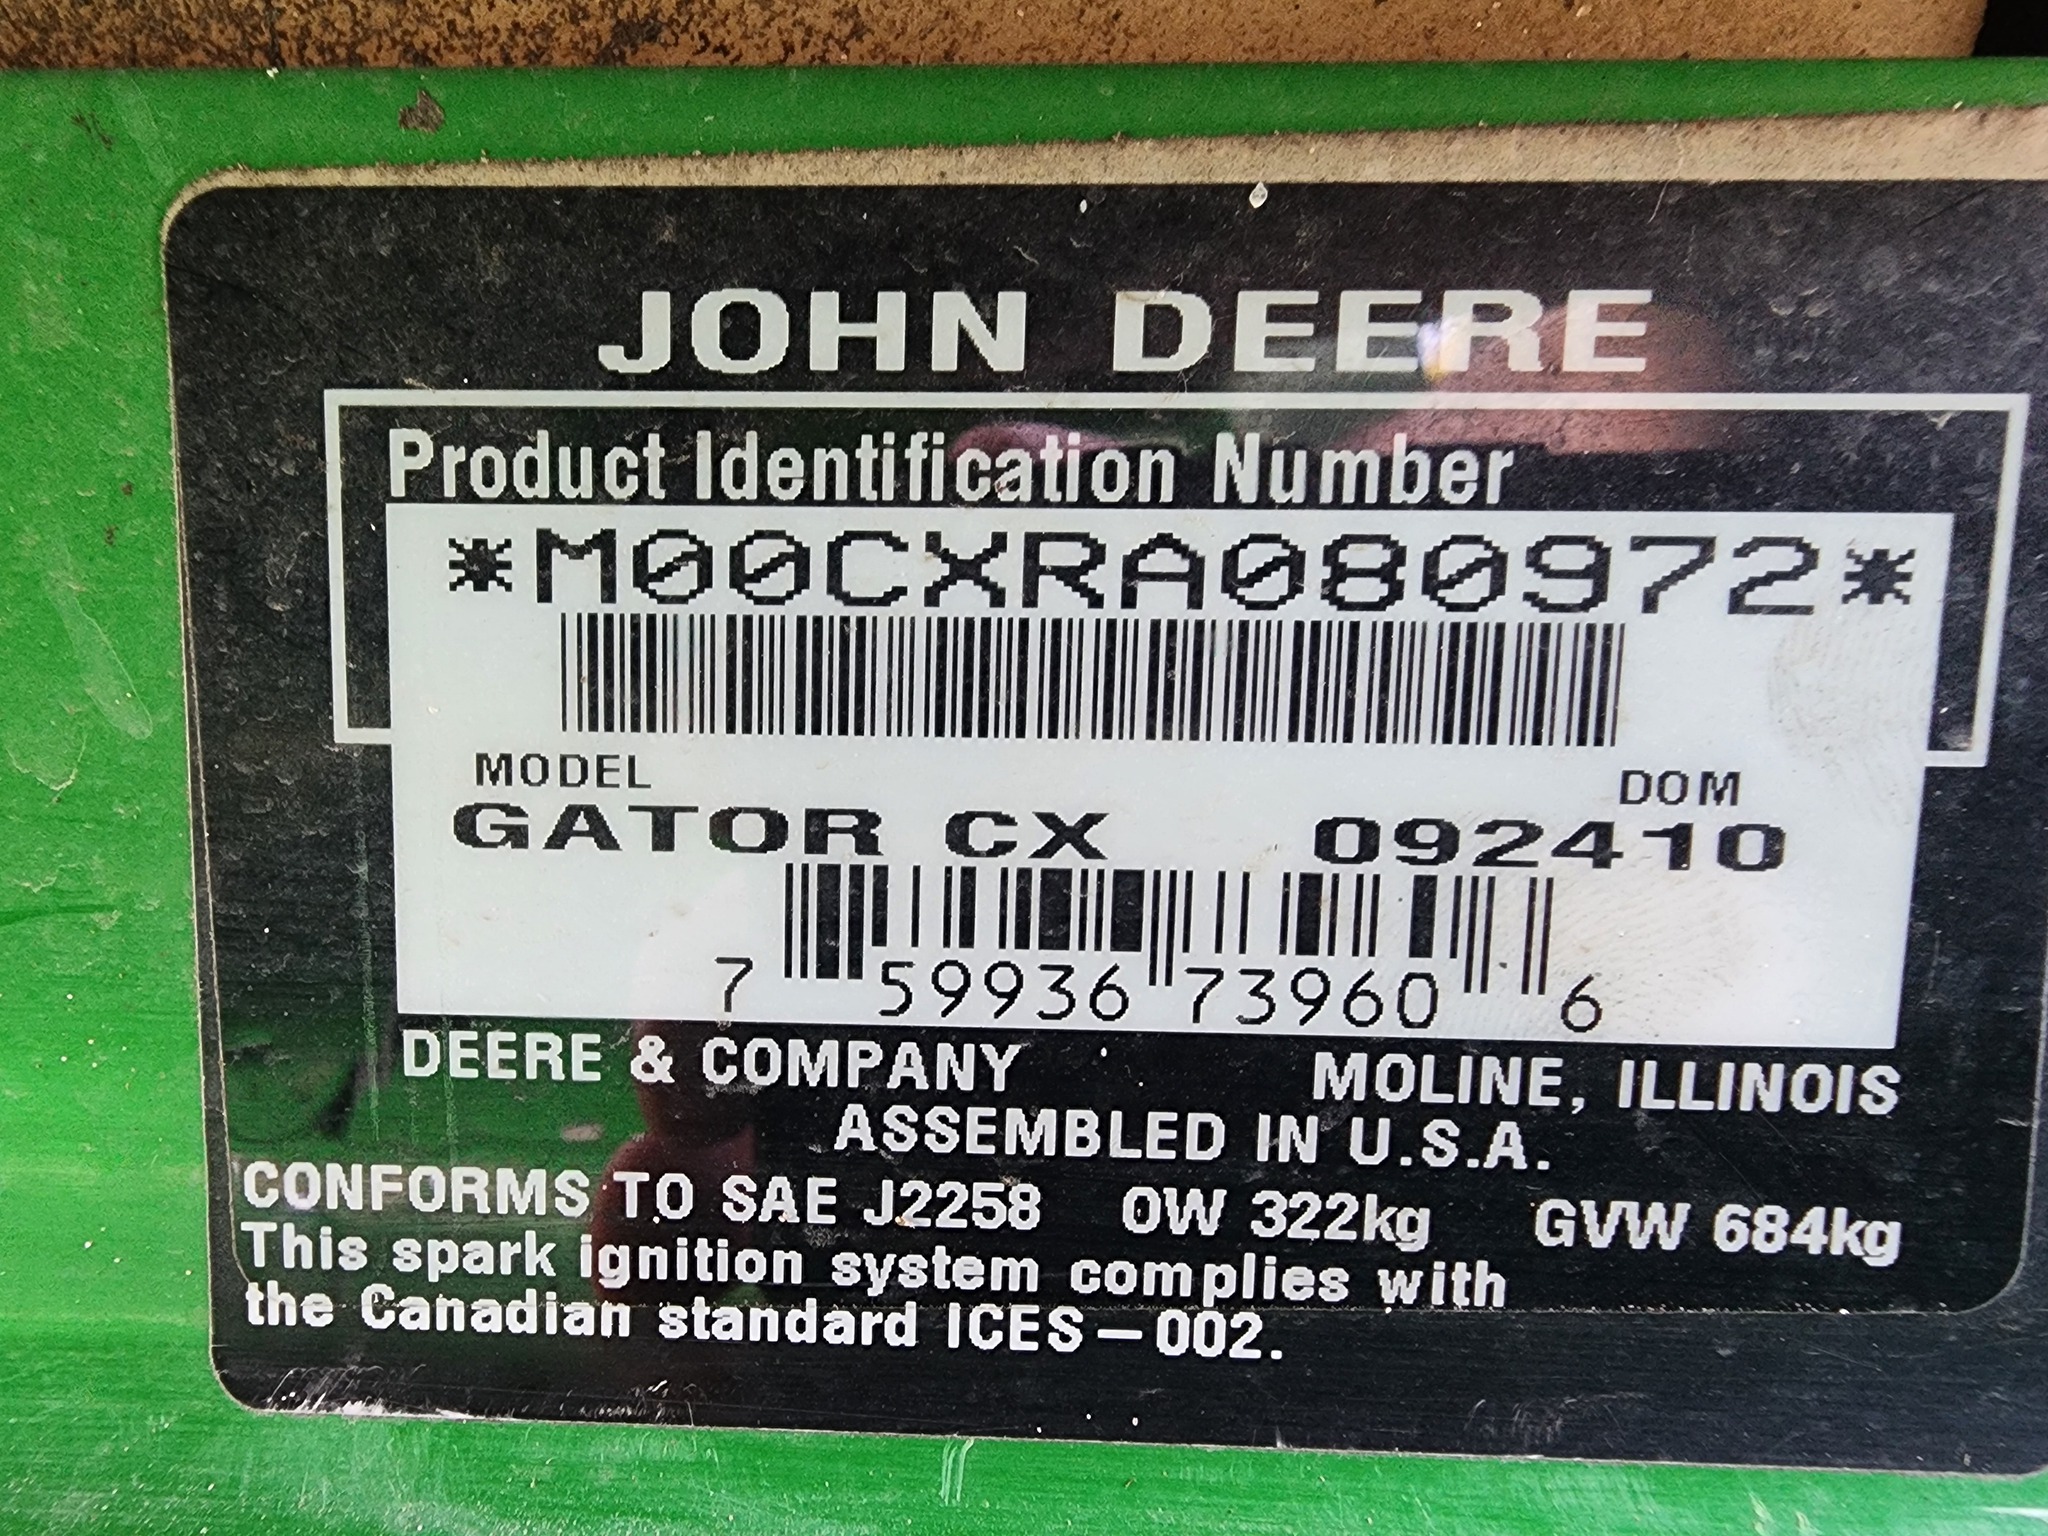 JOHN DEERE
Product Identification Number
*M00CXRA080972*
MODEL DOM
GATOR CX 092410
7 59936 73960 6
DEERE & COMPANY MOLINE, ILLINOIS
ASSEMBLED IN U.S.A.
CONFORMS TO SAE J2258 OW 322kg GVW 684kg
This spark ignition system complies with
the Canadian standard ICES-002.